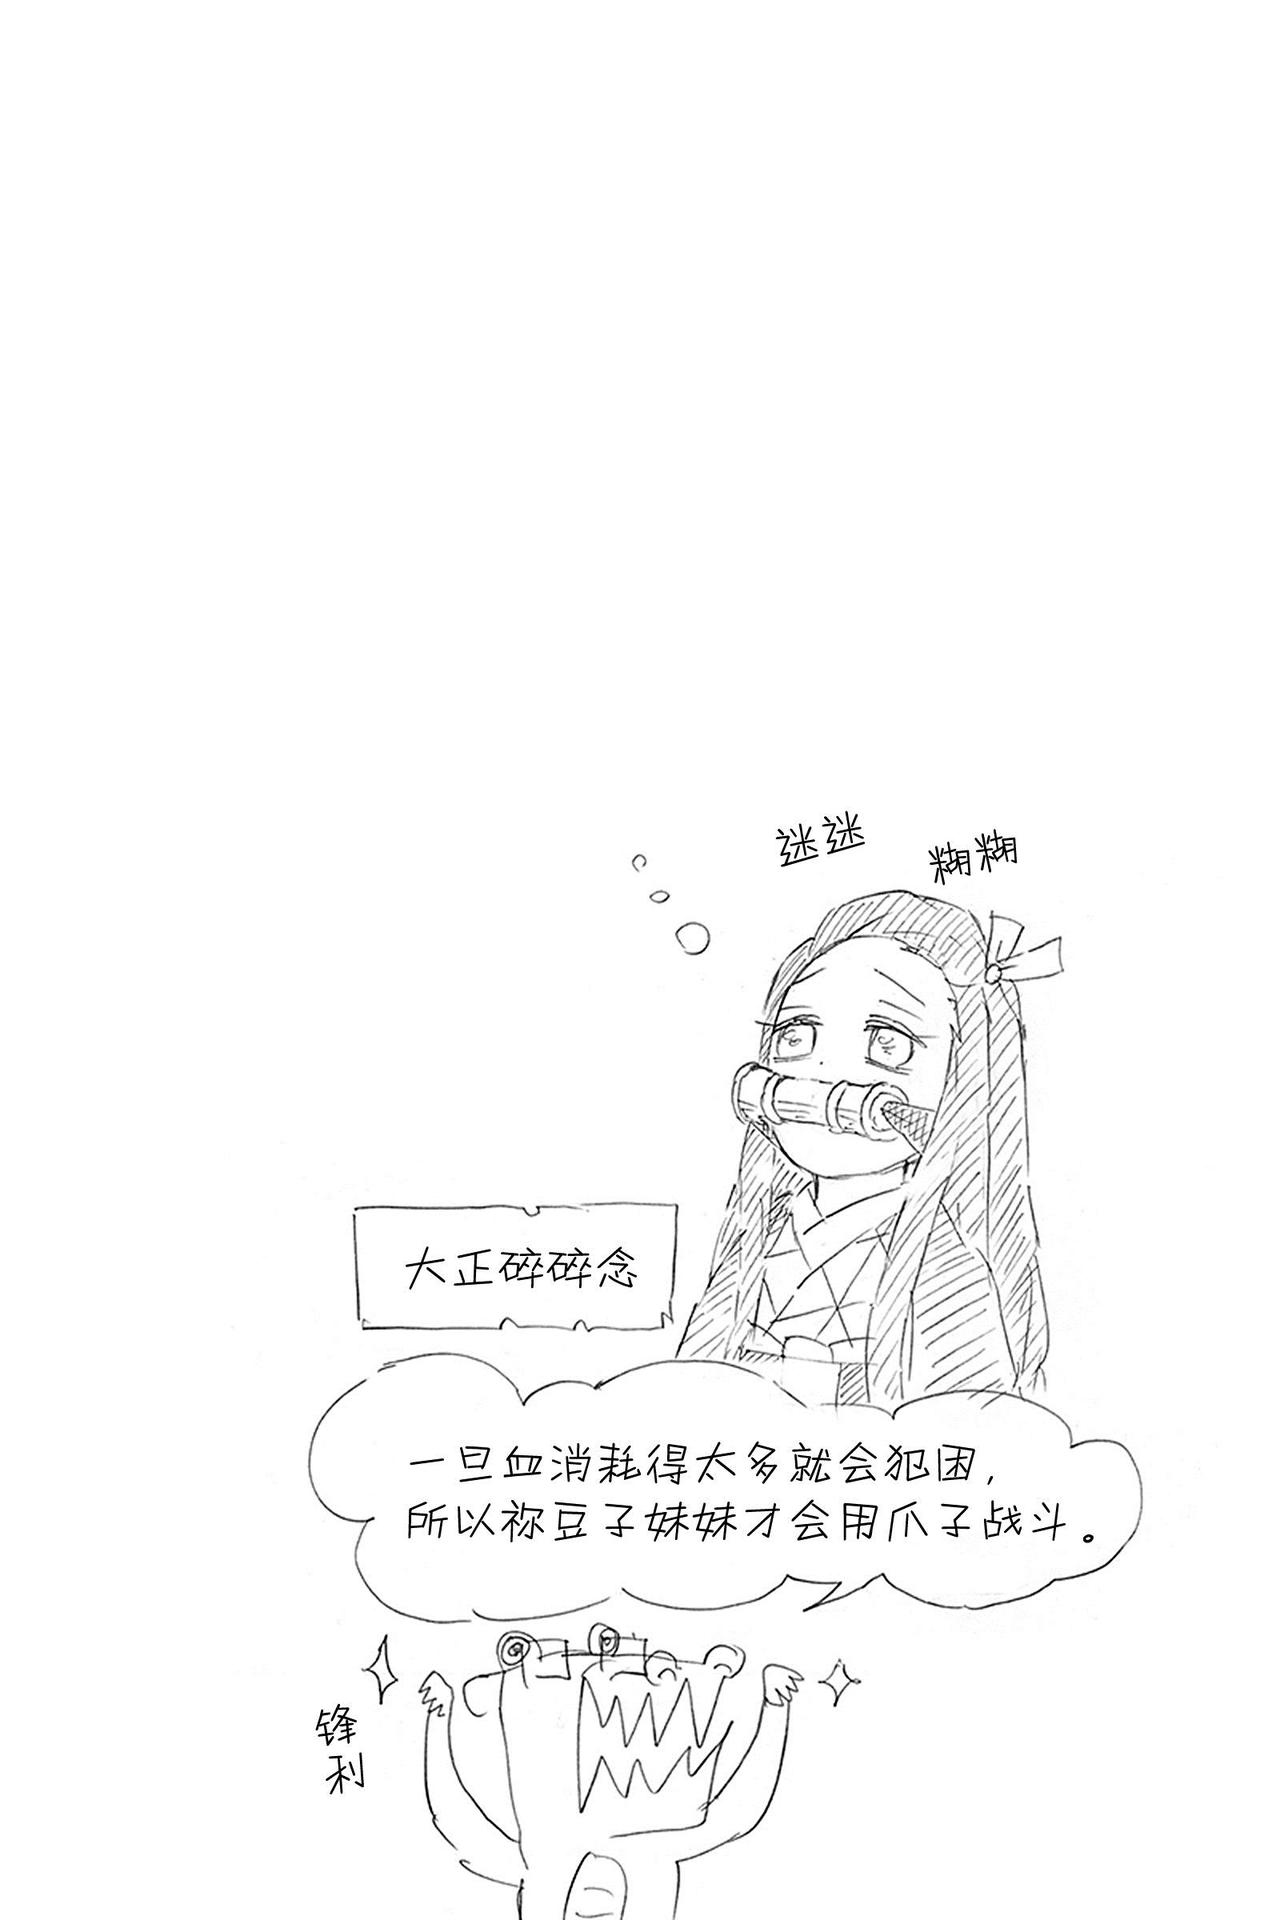 迷迷
糊糊
大正碎碎念
一旦血消耗得太多就会犯困，
所以祢豆子妹妹才会用爪子战斗。
锋利